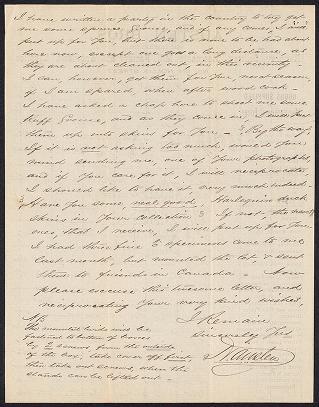 I have written a party in the country to try get
me some spruce Grouse, and if any come, I will
put up for You. but there is none to be had about
here now except one goes a long distance, as
they are about cleaned out, in this vicinity.
I can, however, get them for You, next season,
if I am spared, when after wood cock.
I have asked a chap here to shoot me some
Ruff Grouse, and as they come in, I will put
them up into skins for You - By the way,
If it is not asking too much, would You
mind sending me, one of Your photographs,
and if You care for it, I will reciprocate.
I should like to have it, very much indeed.
Have You some, real, good, Harlequin duck
skins in Your collection? If not, the next
ones, that I receive, I will put up for You.
I had three fine specimens come to me
last month, but mounted the lot & sent
them to friends in Canada. Now
please excuse this tiresome letter, and
reciprocating Your very kind wishes,
I Remain
Sincerely Yrs
NB
The mounted birds will be
fastened to bottom of boxes
by 2 screws, from the outside
of the box, take cover off first,
then take out screws, when the
stands can be lifted out.